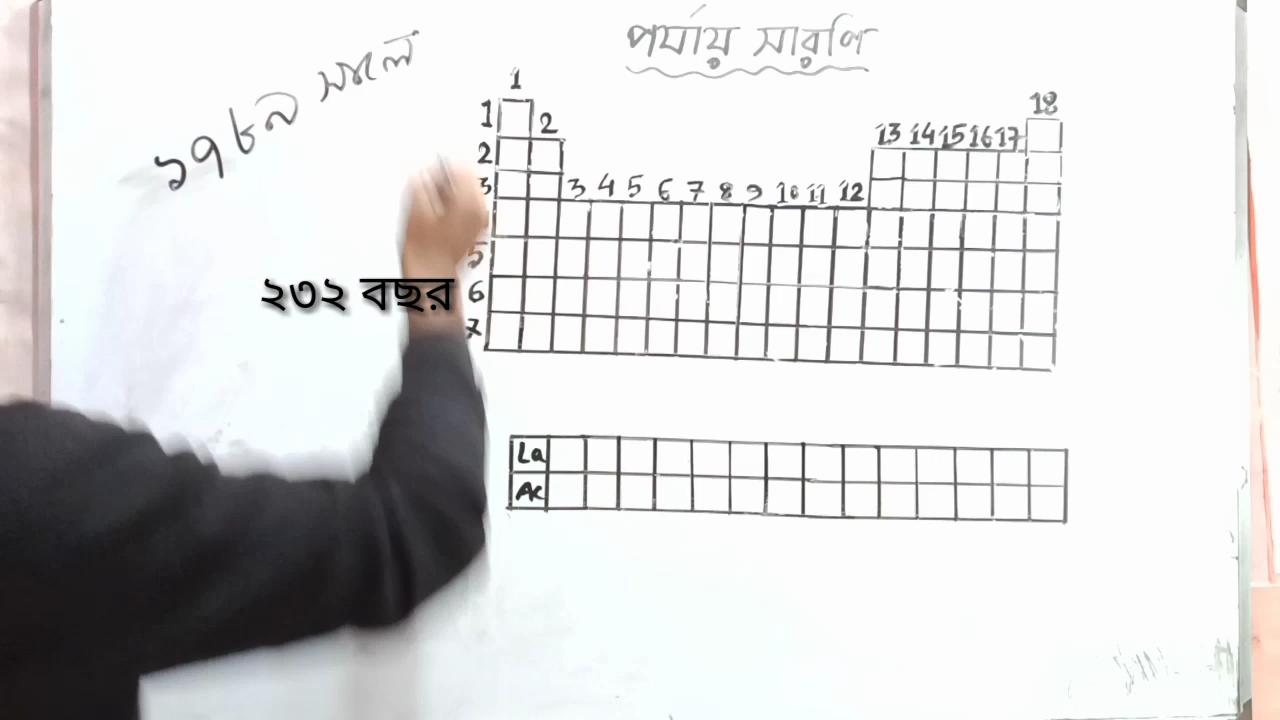 পর্যায় সারণি
১৭৮৯ সালে
1
18
1
2
13 14 15 16 17
2
3
3 4 5 6 7 8 9 10 11 12
5
২৩২ বছর
6
7
La
Ac